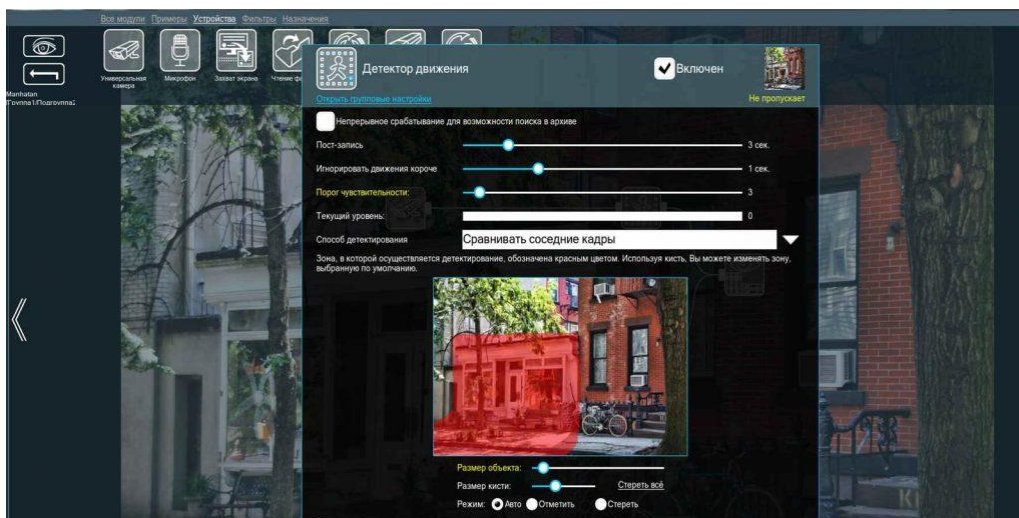 Все модули Примеры Устройства Фильтры Назначения
Универсальная камера
Микрофон
Захват экрана
Чтение
Manhatan
Группа1/Подгруппа2
Детектор движения
Включен
Открыть групповые настройки
Не пропускает
Непрерывное срабатывание для возможности поиска в архиве
Пост-запись 3 сек.
Игнорировать движения короче 1 сек.
Порог чувствительности: 3
Текущий уровень: 0
Способ детектирования Сравнивать соседние кадры
Зона, в которой осуществляется детектирование, обозначена красным цветом. Используя кисть, Вы можете изменять зону,
выбранную по умолчанию.
Размер объекта:
Размер кисти: Стереть всё
Режим: Авто Отметить Стереть